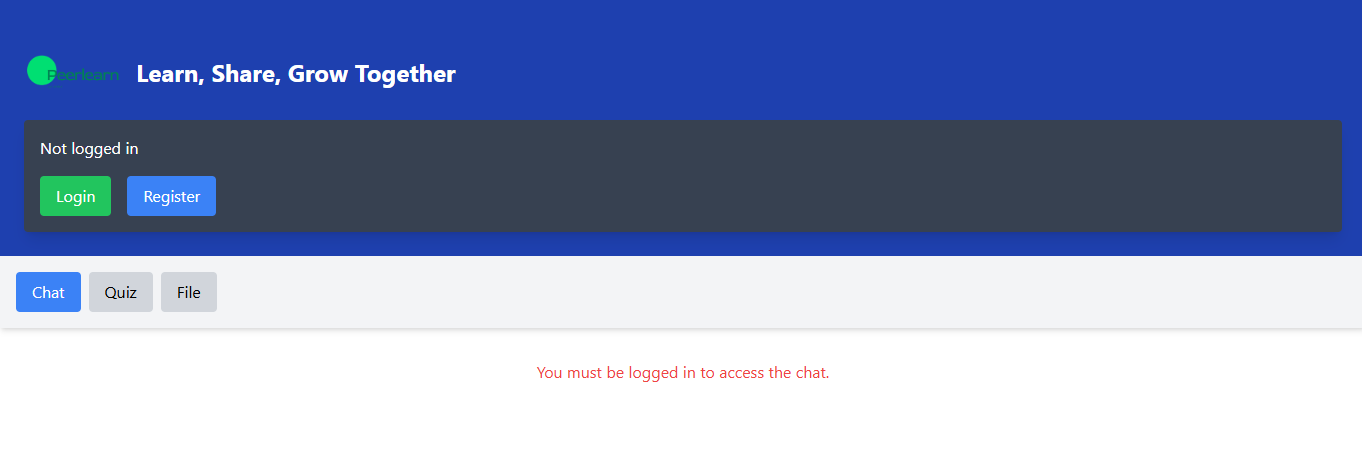 Peerlearn
Learn, Share, Grow Together
Not logged in
Login
Register
Chat
Quiz
File
You must be logged in to access the chat.